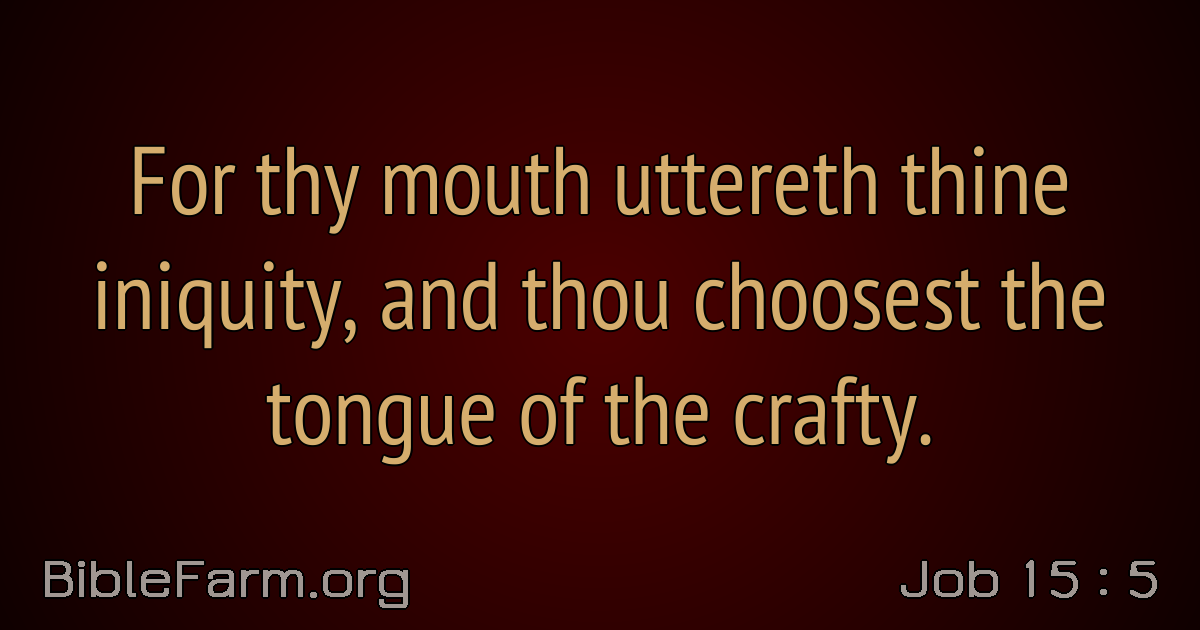 For thy mouth uttereth thine
iniquity, and thou choosest the
tongue of the crafty.
BibleFarm.org
Job 15 : 5